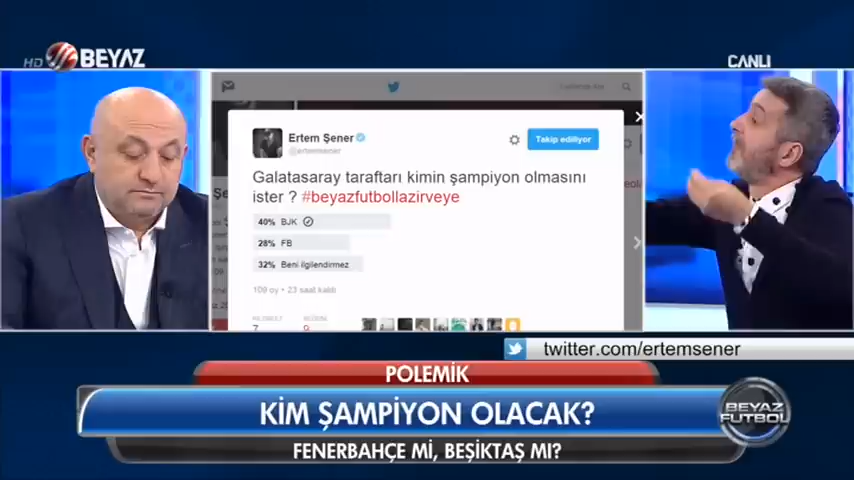 HD BEYAZ
CANLI
Ertem Şener
@ertemsener
Takip ediliyor
Galatasaray taraftarı kimin şampiyon olmasını
ister ? #beyazfutbollazirveye
40% BJK
28% FB
32% Beni ilgilendirmez
109 oy • 23 saat kaldı
7
9
twitter.com/ertemsener
POLEMİK
KİM ŞAMPİYON OLACAK?
FENERBAHÇE Mİ, BEŞİKTAŞ MI?
BEYAZ
FUTBOL